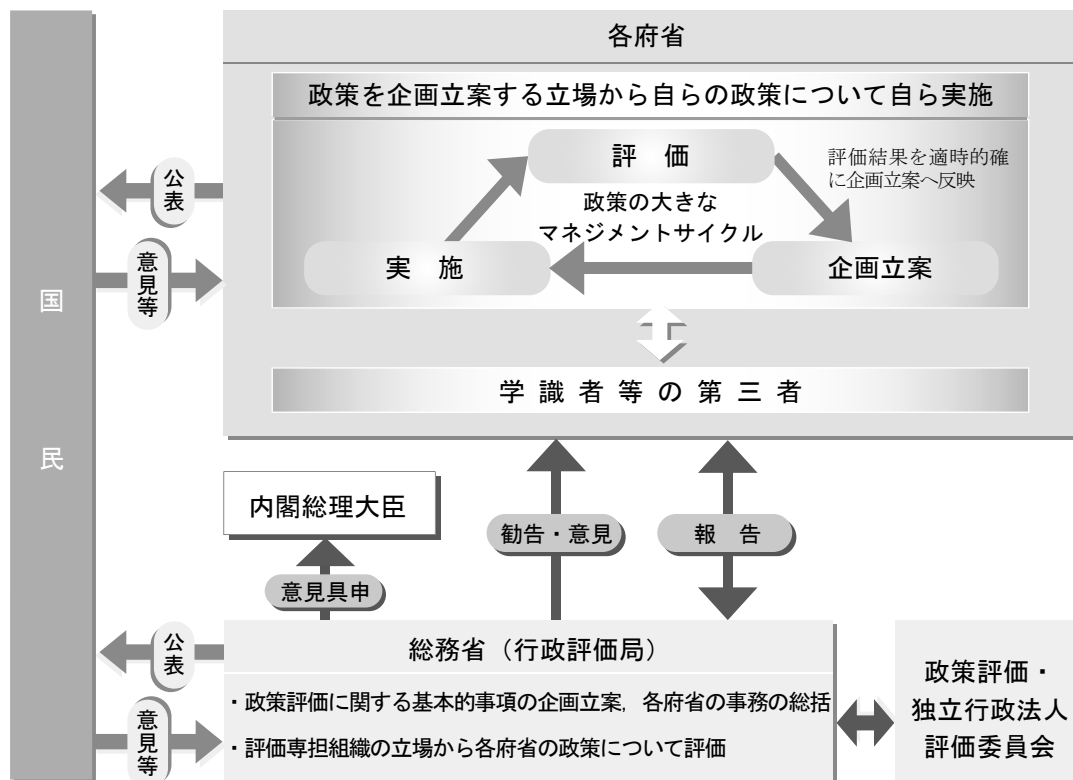 各府省
政策を企画立案する立場から自らの政策について自ら実施
評　価
評価結果を適時的確
に企画立案へ反映
政策の大きな
マネジメントサイクル
実　施
企画立案
学識者等の第三者
公表
意見等
国民
内閣総理大臣
勧告・意見
報　告
意見具申
公表
意見等
総務省（行政評価局）
・政策評価に関する基本的事項の企画立案，各府省の事務の総括
・評価専担組織の立場から各府省の政策について評価
政策評価・
独立行政法人
評価委員会